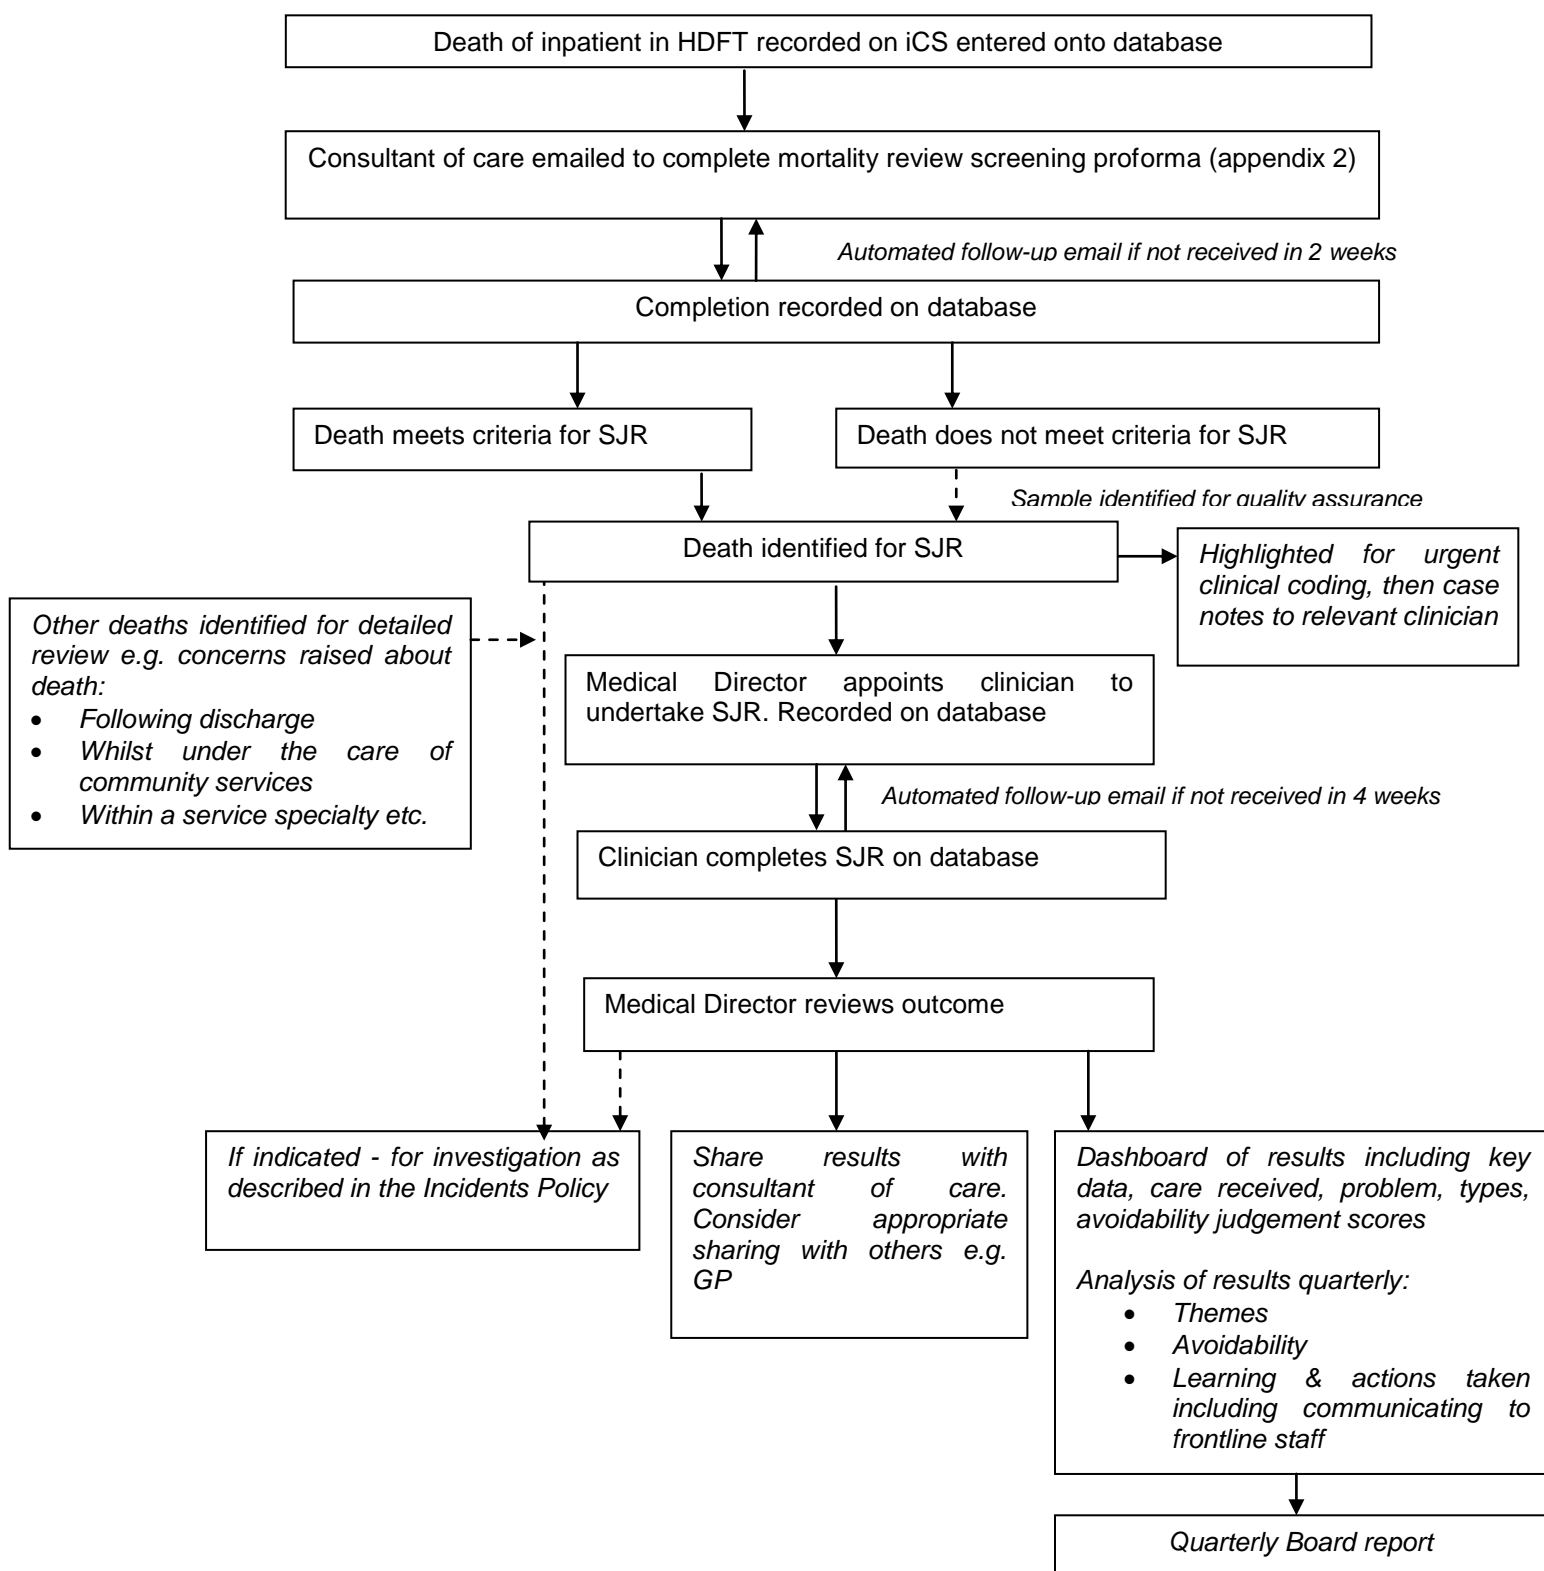 Death of inpatient in HDFT recorded on iCS entered onto database
Consultant of care emailed to complete mortality review screening proforma (appendix 2)
Automated follow-up email if not received in 2 weeks
Completion recorded on database
Death meets criteria for SJR
Death does not meet criteria for SJR
Sample identified for quality assurance
Death identified for SJR
Highlighted for urgent
clinical coding, then case
notes to relevant clinician
Other deaths identified for detailed
review e.g. concerns raised about
death:
• Following discharge
• Whilst under the care of
community services
• Within a service specialty etc.
Medical Director appoints clinician to
undertake SJR. Recorded on database
Automated follow-up email if not received in 4 weeks
Clinician completes SJR on database
Medical Director reviews outcome
If indicated - for investigation as
described in the Incidents Policy
Share results with
consultant of care.
Consider appropriate
sharing with others e.g.
GP
Dashboard of results including key
data, care received, problem, types,
avoidability judgement scores
Analysis of results quarterly:
• Themes
• Avoidability
• Learning & actions taken
including communicating to
frontline staff
Quarterly Board report